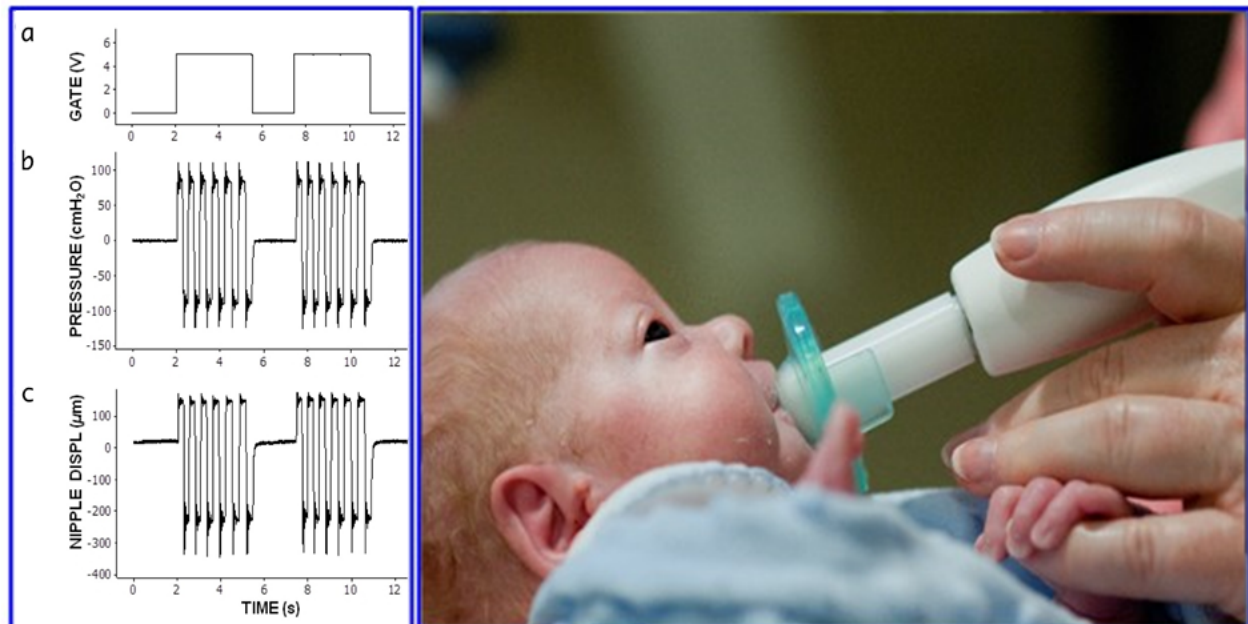 a
GATE (V)
6
4
2
0
0 2 4 6 8 10 12
b
PRESSURE (cmH₂O)
100
50
0
-50
-100
-150
0 2 4 6 8 10 12
c
NIPPLE DISPL (µm)
100
0
-100
-200
-300
-400
0 2 4 6 8 10 12
TIME (s)